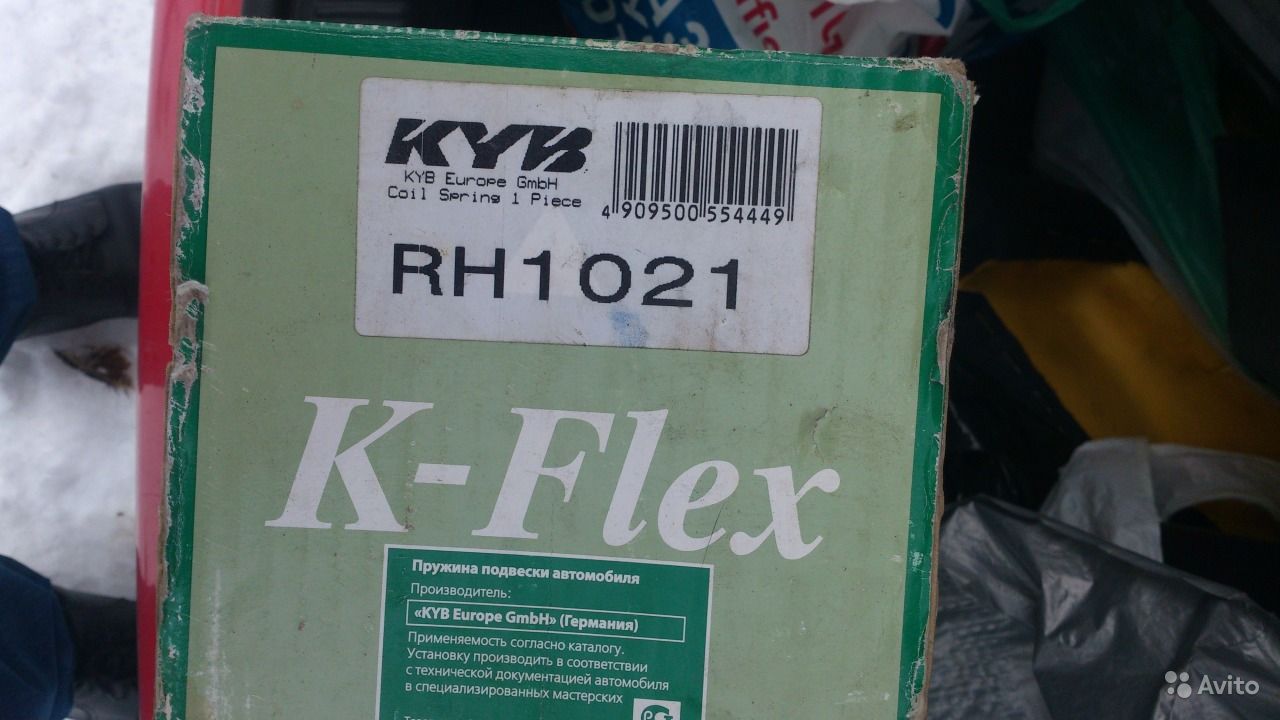 KYB
KYB Europe GmbH
Coil Spring 1 Piece
4 909500 554449
RH1021
K-Flex
Пружина подвески автомобиля
Производитель:
«KYB Europe GmbH» (Германия)
Применяемость согласно каталогу.
Установку производить в соответствии
с технической документацией автомобиля
в специализированных мастерских
Avito